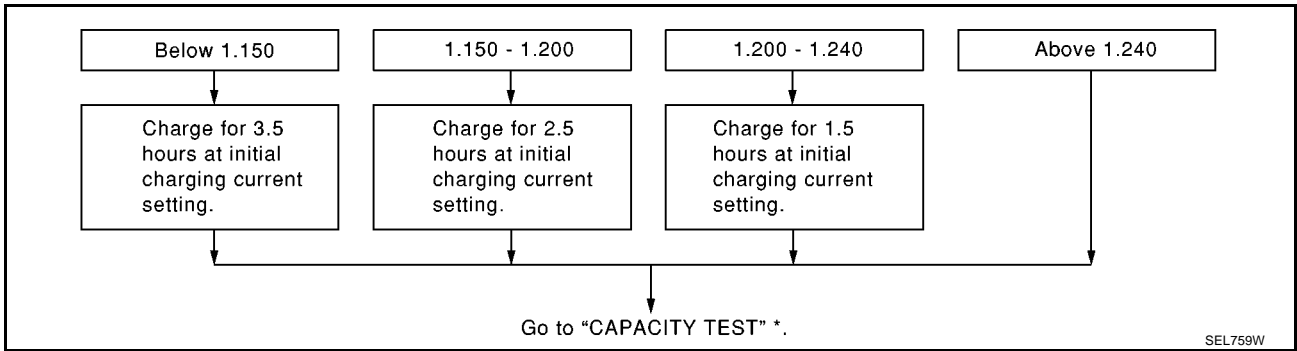 Below 1.150
1.150 - 1.200
1.200 - 1.240
Above 1.240
Charge for 3.5
hours at initial
charging current
setting.
Charge for 2.5
hours at initial
charging current
setting.
Charge for 1.5
hours at initial
charging current
setting.
Go to “CAPACITY TEST” *.
SEL759W